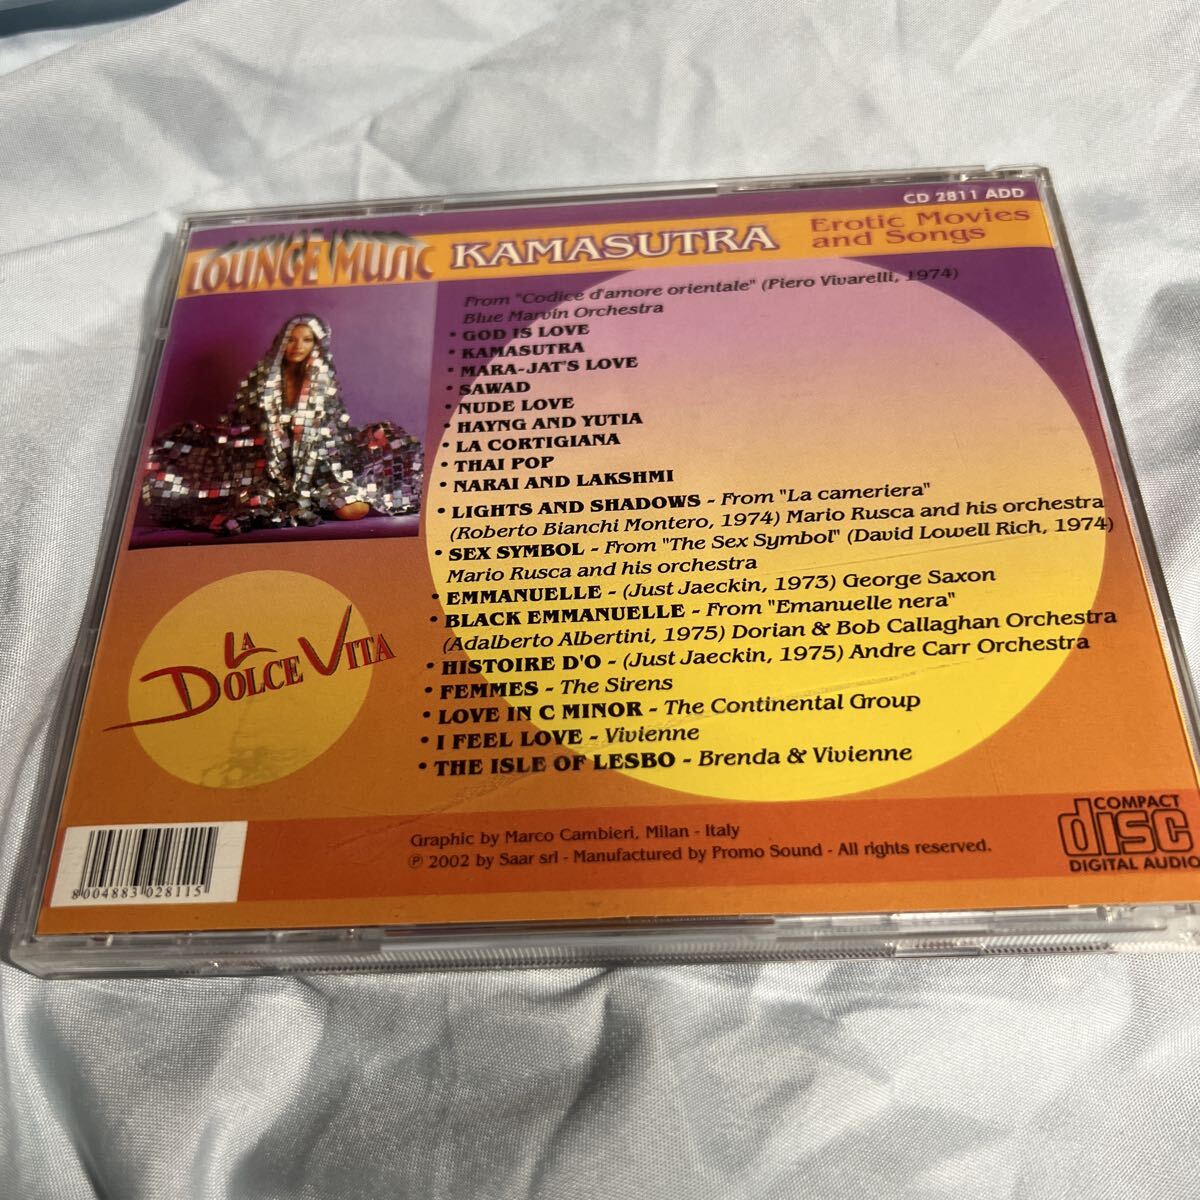 CD 2811 ADD
LOUNGE MUSIC
KAMASUTRA
Erotic Movies
and Songs
From "Codice d'amore orientale" (Piero Vivarelli, 1974)
Blue Marvin Orchestra
• GOD IS LOVE
• KAMASUTRA
• MARA-JAT'S LOVE
• SAWAD
• NUDE LOVE
• HAYNG AND YUTIA
• LA CORTIGIANA
• THAI POP
• NARAI AND LAKSHMI
• LIGHTS AND SHADOWS - From "La cameriera"
(Roberto Bianchi Montero, 1974) Mario Rusca and his orchestra
• SEX SYMBOL - From "The Sex Symbol" (David Lowell Rich, 1974)
Mario Rusca and his orchestra
• EMMANUELLE - (Just Jaeckin, 1973) George Saxon
• BLACK EMMANUELLE - From "Emanuelle nera"
(Adalberto Albertini, 1975) Dorian & Bob Callaghan Orchestra
• HISTOIRE D'O - (Just Jaeckin, 1975) Andre Carr Orchestra
• FEMMES - The Sirens
• LOVE IN C MINOR - The Continental Group
• I FEEL LOVE - Vivienne
• THE ISLE OF LESBO - Brenda & Vivienne
LA
DOLCE VITA
Graphic by Marco Cambieri, Milan - Italy
℗ 2002 by Saar srl - Manufactured by Promo Sound - All rights reserved.
8 004883 028115
COMPACT
disc
DIGITAL AUDIO